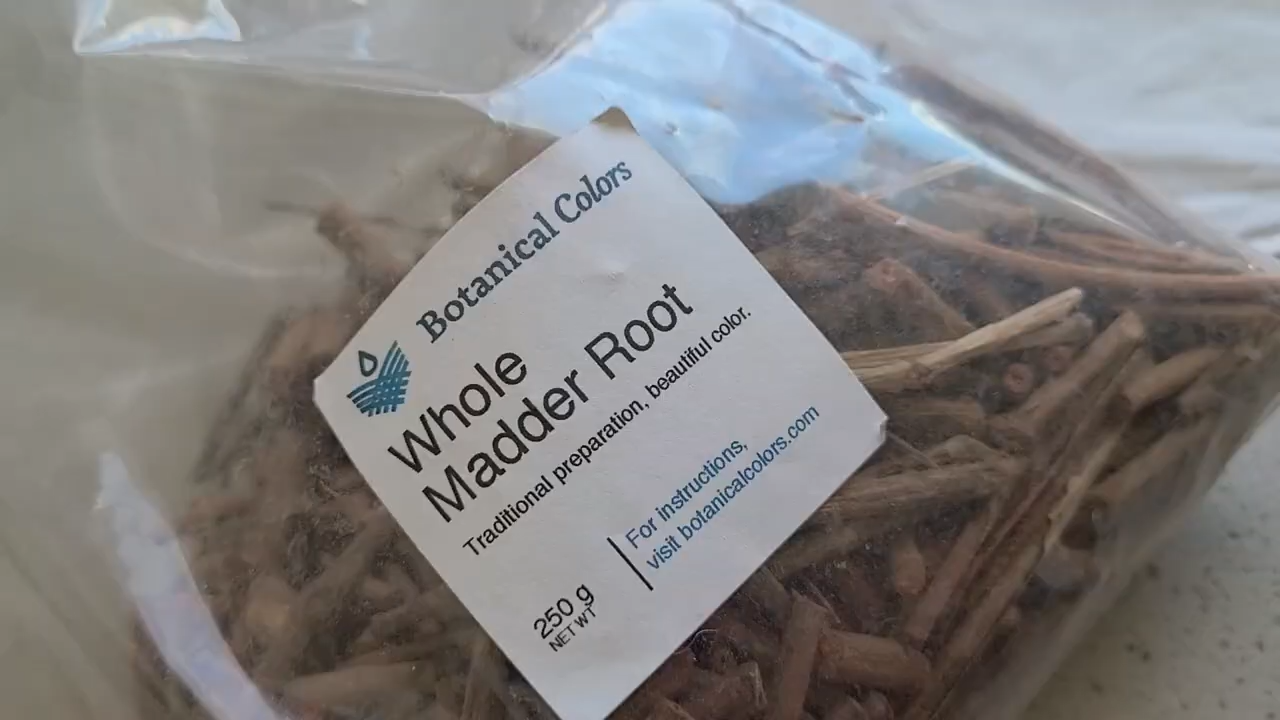 Botanical Colors
Whole
Madder Root
Traditional preparation, beautiful color.
250 g
NET WT
For instructions,
visit botanicalcolors.com